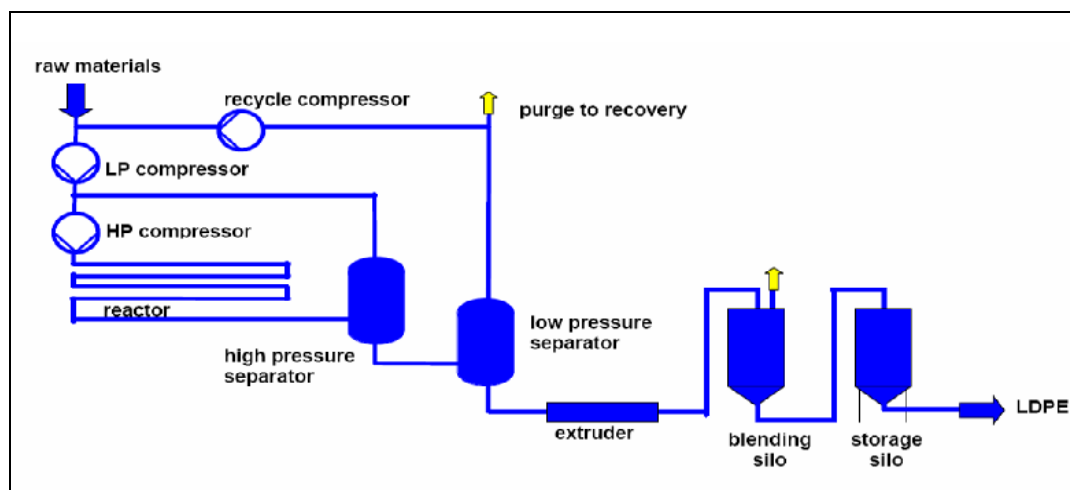 raw materials
recycle compressor
purge to recovery
LP compressor
HP compressor
reactor
high pressure
separator
low pressure
separator
extruder
blending
silo
storage
silo
LDPE